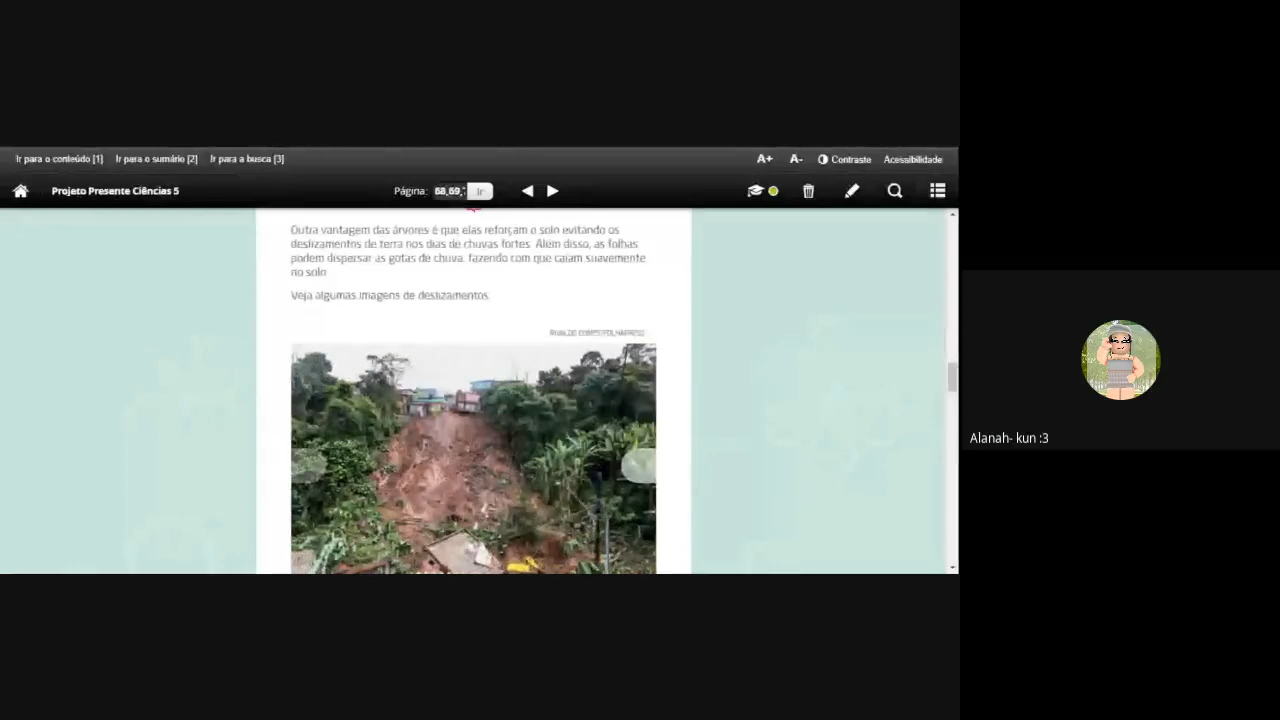 Ir para o conteúdo [1] Ir para o sumário [2] Ir para a busca [3] A+ A- Contraste Acessibilidade
Projeto Presente Ciências 5 Página: 68,69, Ir
Outra vantagem das árvores é que elas reforçam o solo evitando os
deslizamentos de terra nos dias de chuvas fortes. Além disso, as folhas
podem dispersar as gotas de chuva, fazendo com que caiam suavemente
no solo
Veja algumas imagens de deslizamentos.
Alanah- kun :3